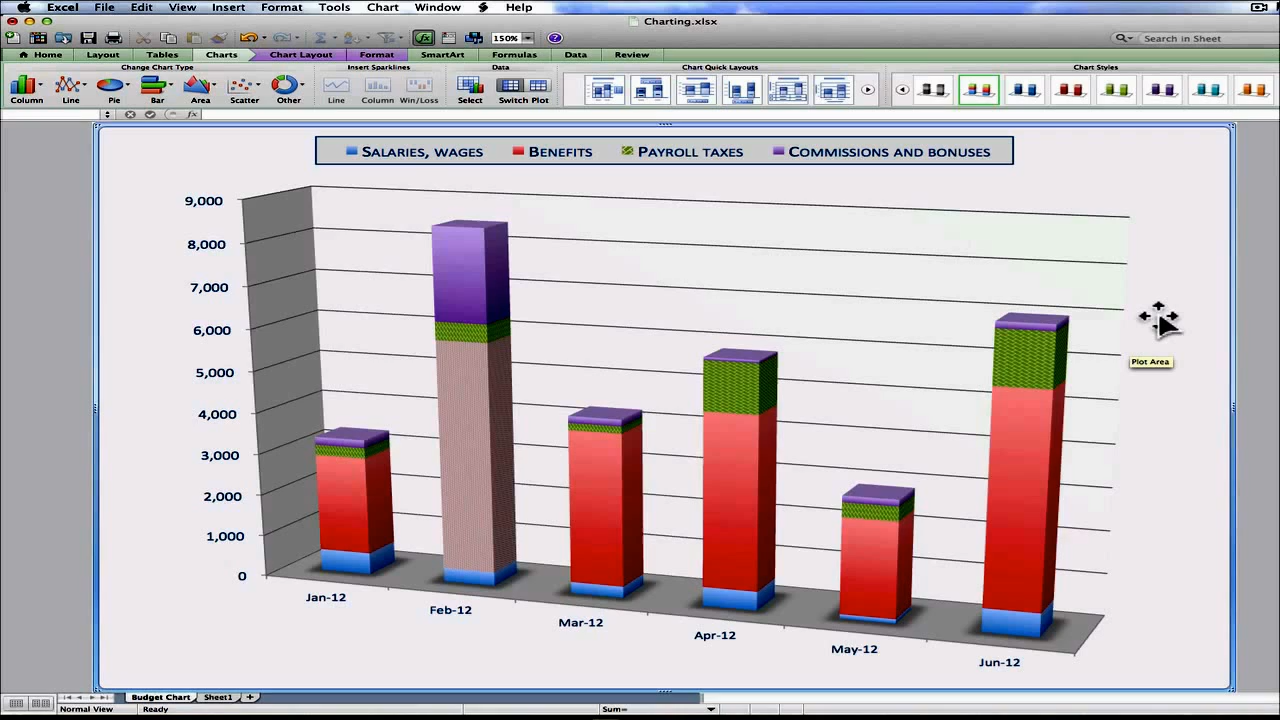 Excel File Edit View Insert Format Tools Chart Window Help
Charting.xlsx
150% Search in Sheet
Home Layout Tables Charts Chart Layout Format SmartArt Formulas Data Review
Change Chart Type Insert Sparklines Data Chart Quick Layouts Chart Styles
Column Line Pie Bar Area Scatter Other Line Column Win/Loss Select Switch Plot
fx
Salaries, wages Benefits Payroll taxes Commissions and bonuses
9,000
8,000
7,000
6,000
5,000
4,000
3,000
2,000
1,000
0
Plot Area
Jan-12
Feb-12
Mar-12
Apr-12
May-12
Jun-12
Budget Chart Sheet1
Normal View Ready Sum=